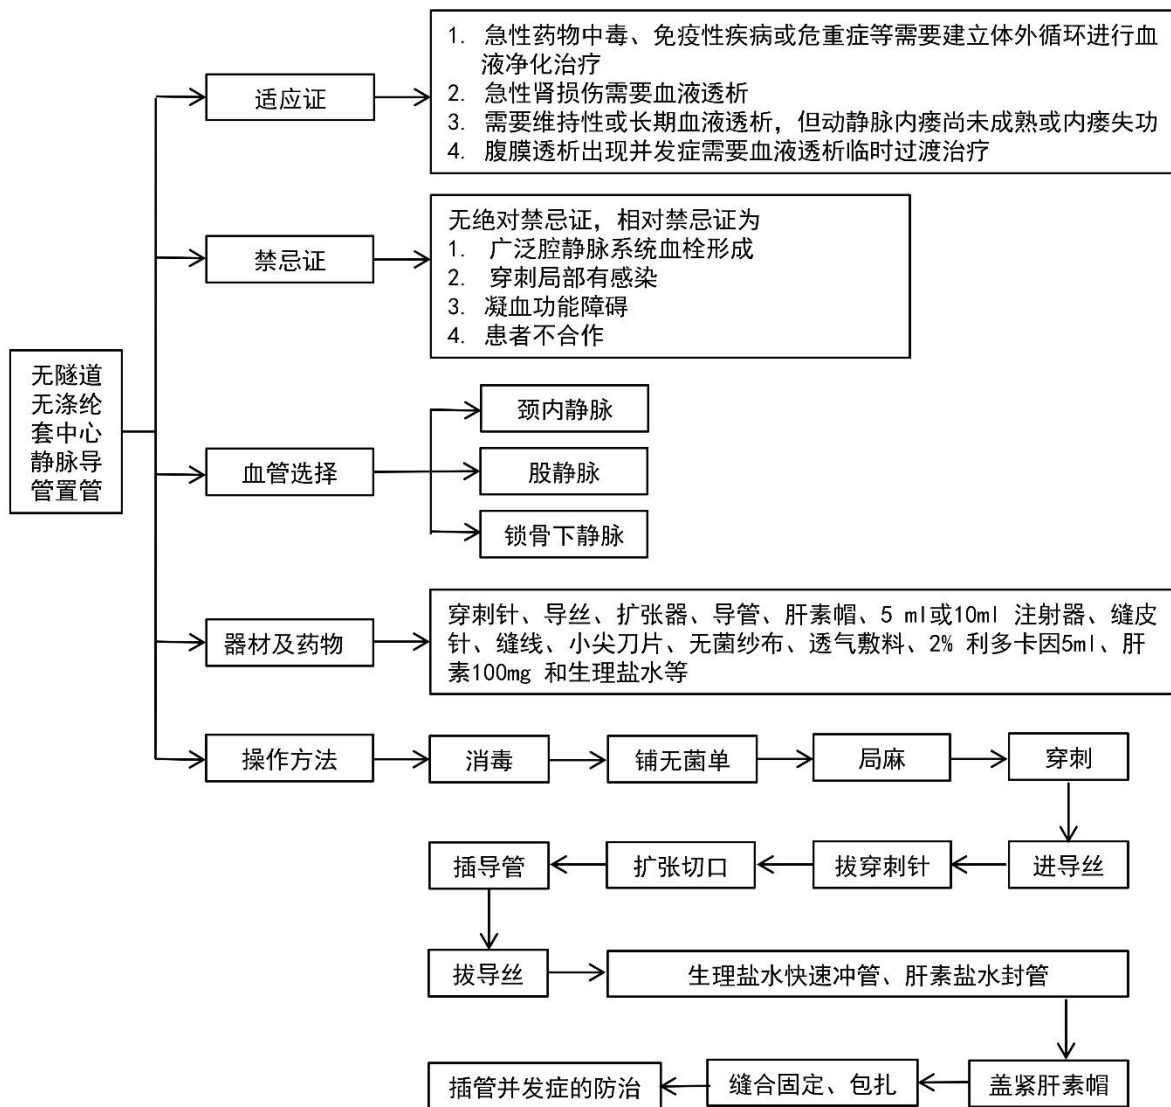 适应证
1. 急性药物中毒、免疫性疾病或危重症等需要建立体外循环进行血
液净化治疗
2. 急性肾损伤需要血液透析
3. 需要维持性或长期血液透析，但动静脉内瘘尚未成熟或内瘘失功
4. 腹膜透析出现并发症需要血液透析临时过渡治疗
禁忌证
无绝对禁忌证，相对禁忌证为
1. 广泛腔静脉系统血栓形成
2. 穿刺局部有感染
3. 凝血功能障碍
4. 患者不合作
无隧道
无涤纶
套中心
静脉导
管置管
血管选择
颈内静脉
股静脉
锁骨下静脉
器材及药物
穿刺针、导丝、扩张器、导管、肝素帽、5 ml或10ml 注射器、缝皮
针、缝线、小尖刀片、无菌纱布、透气敷料、2% 利多卡因5ml、肝
素100mg 和生理盐水等
操作方法
消毒
铺无菌单
局麻
穿刺
进导丝
拔穿刺针
扩张切口
插导管
拔导丝
生理盐水快速冲管、肝素盐水封管
盖紧肝素帽
缝合固定、包扎
插管并发症的防治